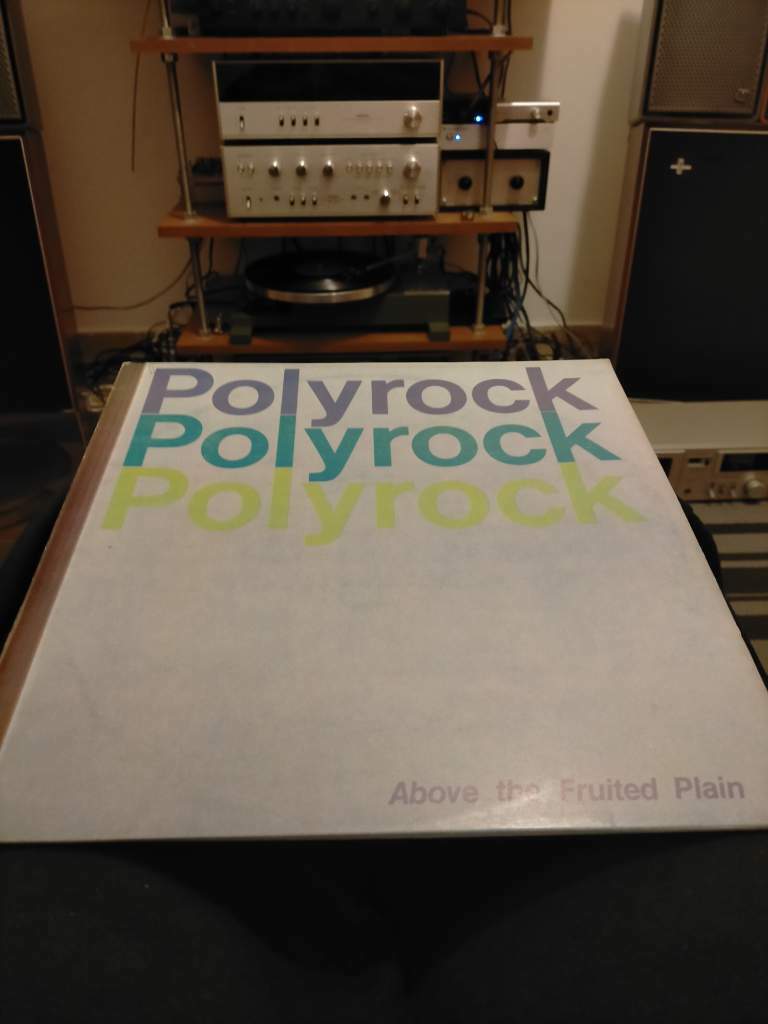 Polyrock
Polyrock
Polyrock
Above the Fruited Plain